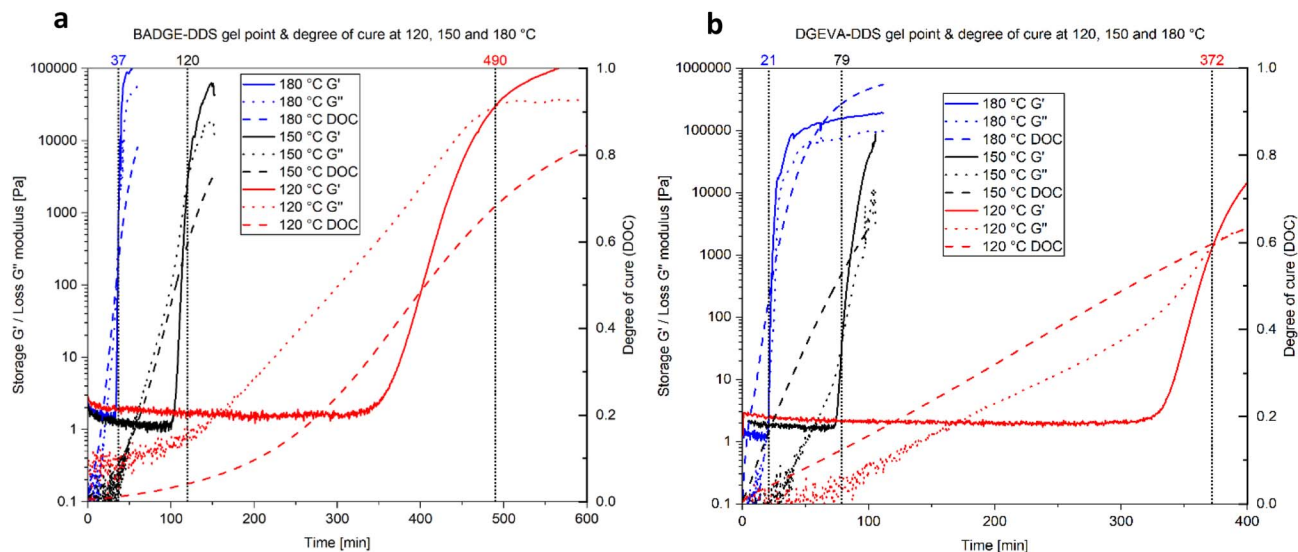 a
BADGE-DDS gel point & degree of cure at 120, 150 and 180 °C
37
120
490
100000
10000
1000
100
10
1
0.1
Storage G' / Loss G" modulus [Pa]
180 °C G'
180 °C G"
180 °C DOC
150 °C G'
150 °C G"
150 °C DOC
120 °C G'
120 °C G"
120 °C DOC
1.0
0.8
0.6
0.4
0.2
0.0
Degree of cure (DOC)
0
100
200
300
400
500
600
Time [min]
b
DGEVA-DDS gel point & degree of cure at 120, 150 and 180 °C
21
79
372
1000000
100000
10000
1000
100
10
1
0.1
Storage G' / Loss G" modulus [Pa]
180 °C G'
180 °C G"
180 °C DOC
150 °C G'
150 °C G"
150 °C DOC
120 °C G'
120 °C G"
120 °C DOC
1.0
0.8
0.6
0.4
0.2
0.0
Degree of cure (DOC)
0
100
200
300
400
Time [min]